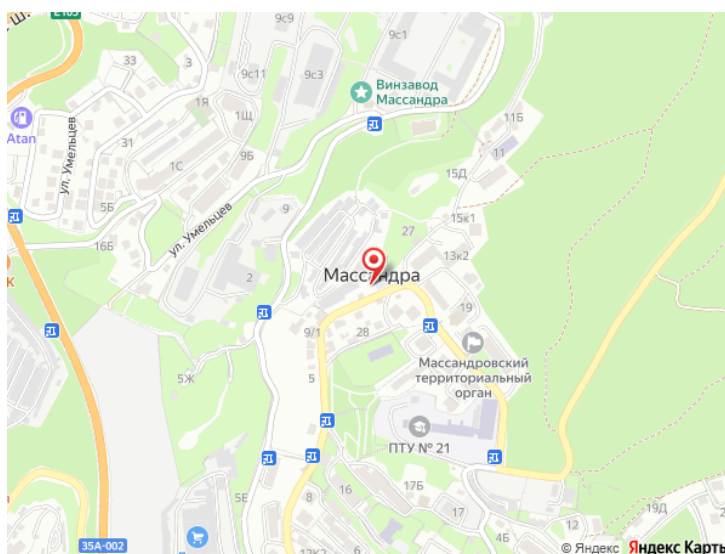 E105
9с9
9с1
33
3
9с11
9с3
Винзавод
Массандра
1Я
Atan
1Щ
11Б
31
9Б
11
ул. Умельцев
1С
15Д
5Б
9
15к1
27
16Б
ул. Умельцев
13к2
К
2
Массандра
19
9/1
28
Массандровский
территориальный
орган
5Ж
5
ПТУ № 21
17Б
16
5Е
8
17
19Д
4Б
35А-002
12к2
© Яндекс Яндекс Карты